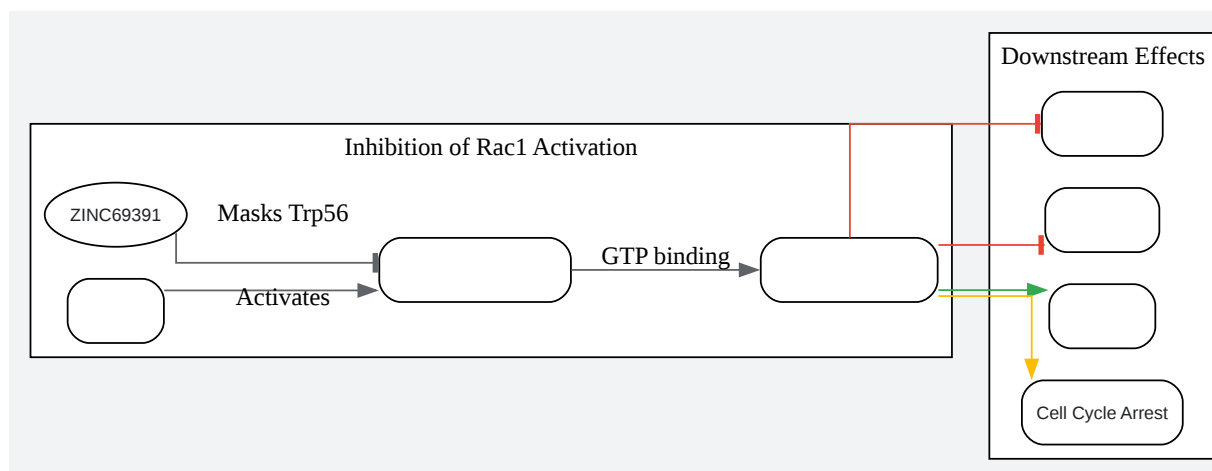 Downstream Effects
Inhibition of Rac1 Activation
ZINC69391
Masks Trp56
GTP binding
Activates
Cell Cycle Arrest